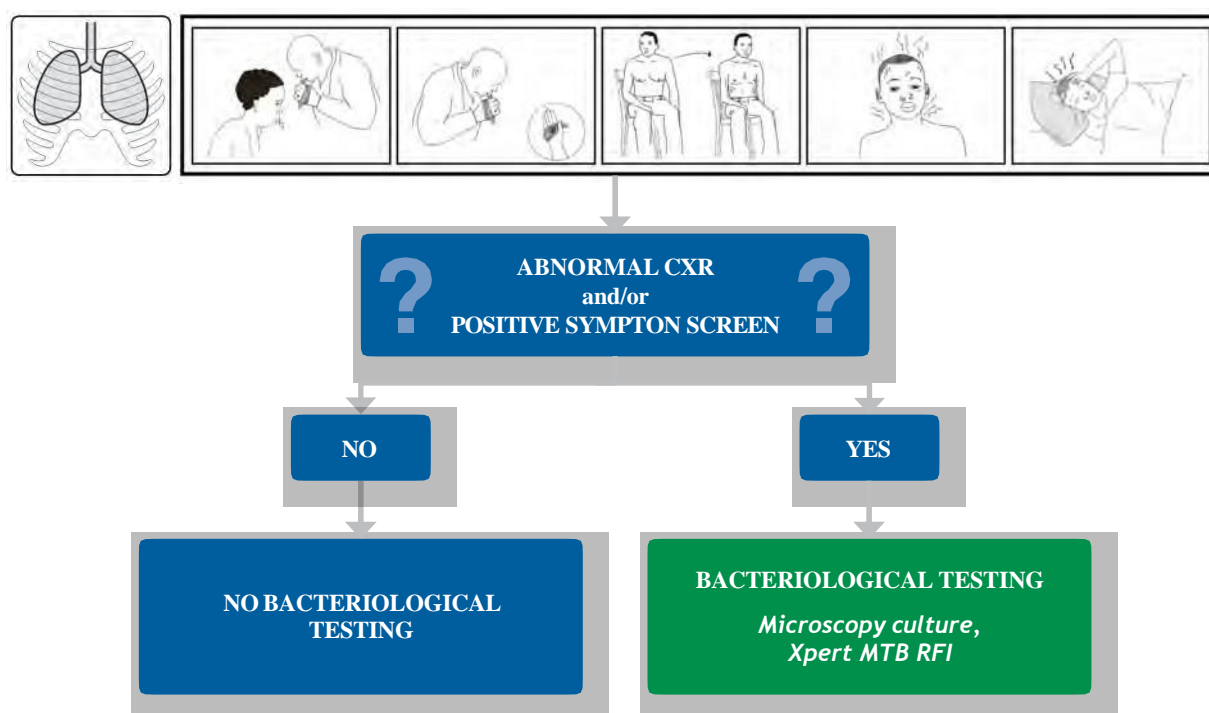 ABNORMAL CXR
and/or
POSITIVE SYMPTON SCREEN
?
?
NO
YES
NO BACTERIOLOGICAL
TESTING
BACTERIOLOGICAL TESTING
Microscopy culture,
Xpert MTB RFI